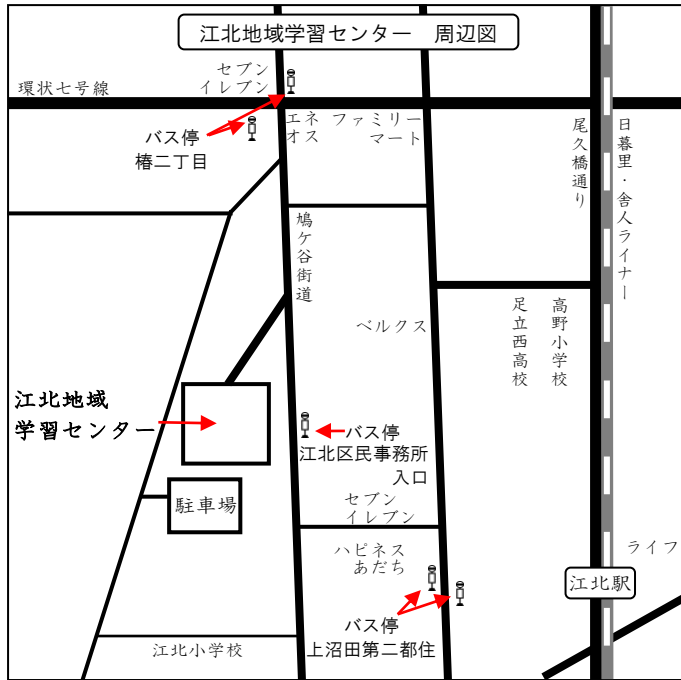 江北地域学習センター　周辺図
セブン
イレブン
環状七号線
バス停
椿二丁目
エネ
オス
ファミリー
マート
尾久橋通り
日暮里・舎人ライナー
鳩ケ谷街道
ベルクス
足立西高校
高野小学校
江北地域
学習センター
バス停
江北区民事務所
入口
駐車場
セブン
イレブン
ハピネス
あだち
ライフ
江北駅
バス停
上沼田第二都住
江北小学校